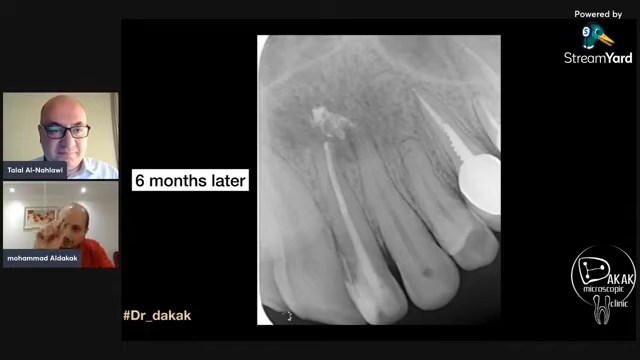 Powered by
StreamYard
Talal Al-Nahlawi
6 months later
mohammad Aldakak
DAKAK
microscopic
clinic
#Dr_dakak